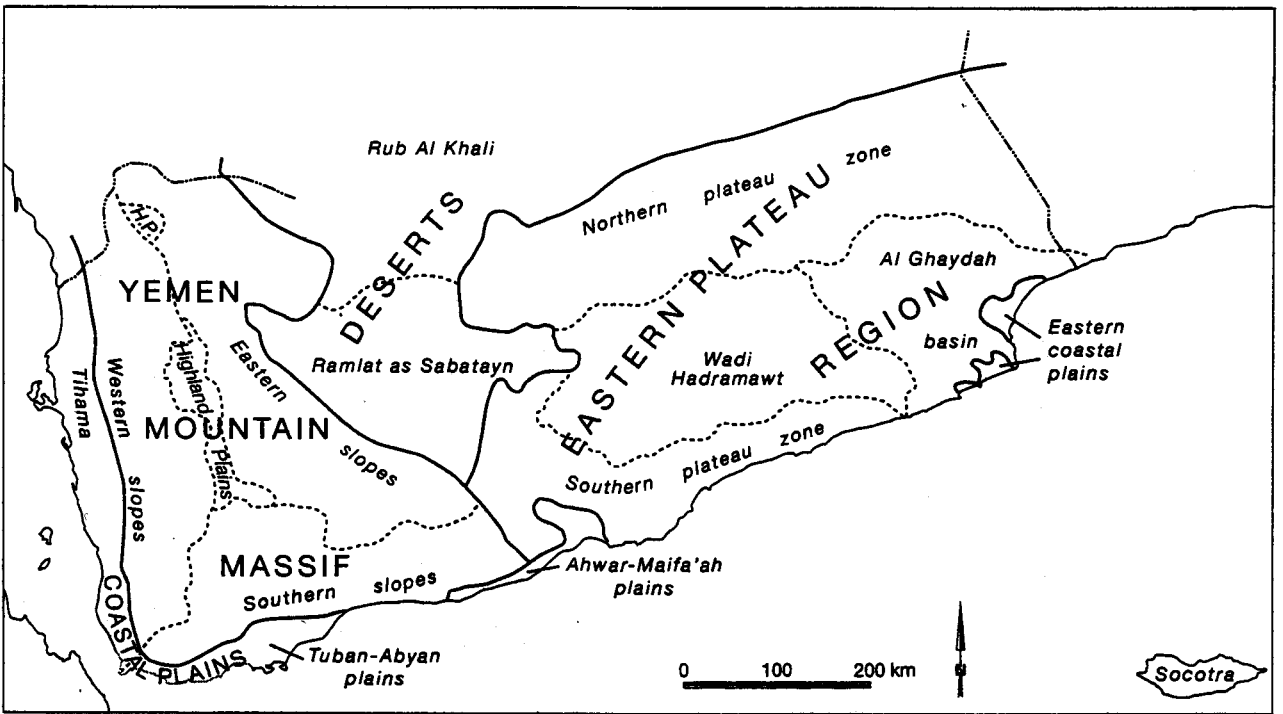 Rub Al Khali
DESERTS
Northern plateau zone
EASTERN PLATEAU
REGION
H.P.
YEMEN
MOUNTAIN
MASSIF
Highland Plains
Eastern slopes
Ramlat as Sabatayn
Al Ghaydah
basin
Wadi
Hadramawt
Eastern
coastal
plains
Tihama
Western slopes
Southern plateau zone
Southern slopes
Ahwar-Maifa'ah
plains
COASTAL PLAINS
Tuban-Abyan
plains
0 100 200 km
Socotra